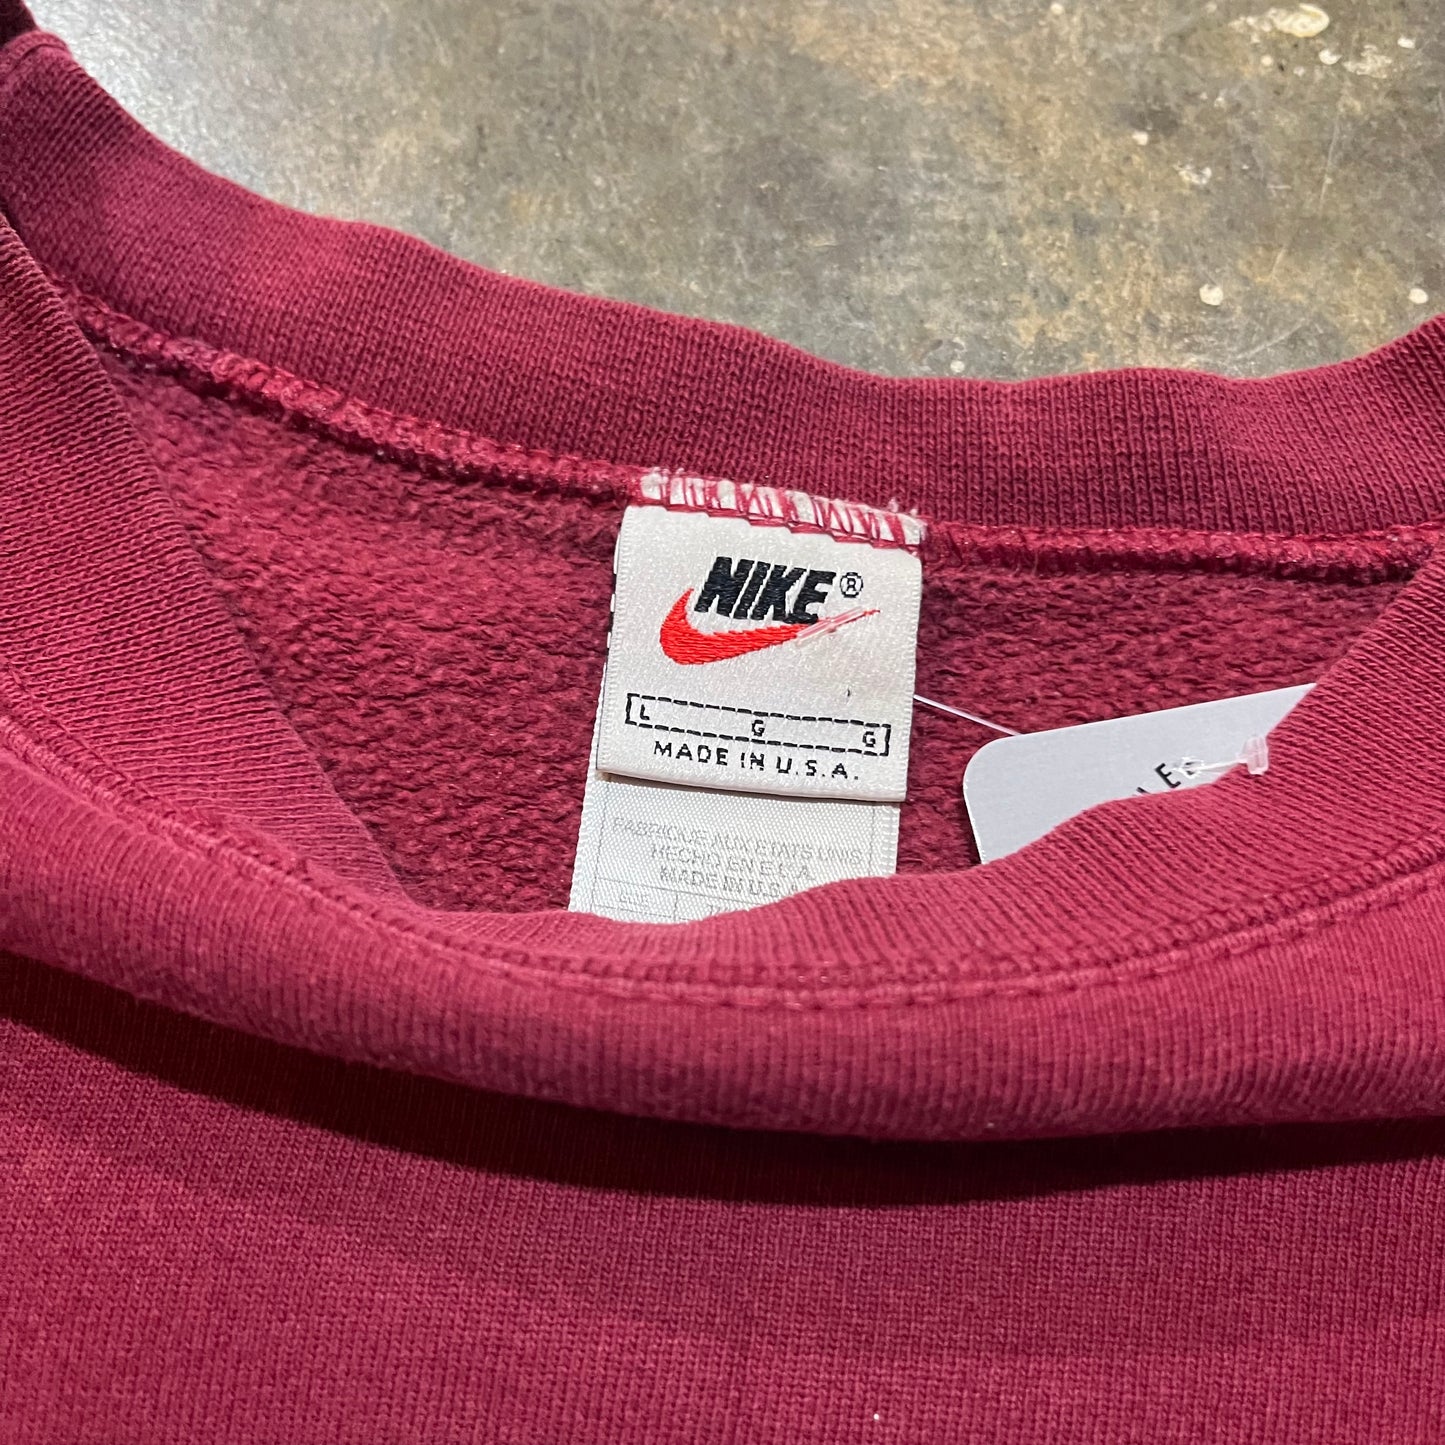 NIKE®
L G G
MADE IN U.S.A.
FABRIQUE AUX ETATS UNIS
HECHO EN E.U.A.
MADE IN U.S.A